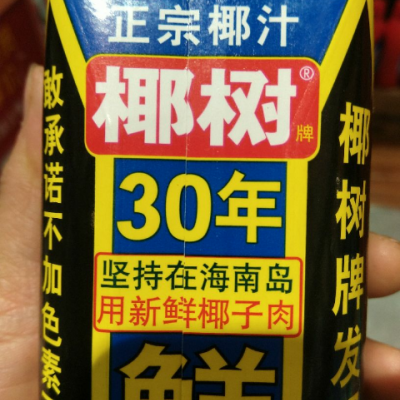 正宗椰汁
椰树®牌
30年
坚持在海南岛
用新鲜椰子肉
鲜
敢承诺不加色素
椰树牌发